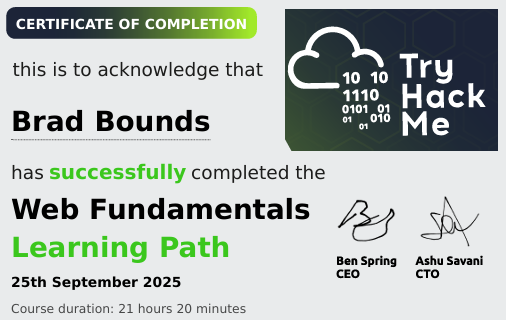 CERTIFICATE OF COMPLETION
this is to acknowledge that
Brad Bounds
has successfully completed the
Web Fundamentals
Learning Path
25th September 2025
Course duration: 21 hours 20 minutes
10 10
1110
0101 01
01 010
01
Try
Hack
Me
Ben Spring
CEO
Ashu Savani
CTO